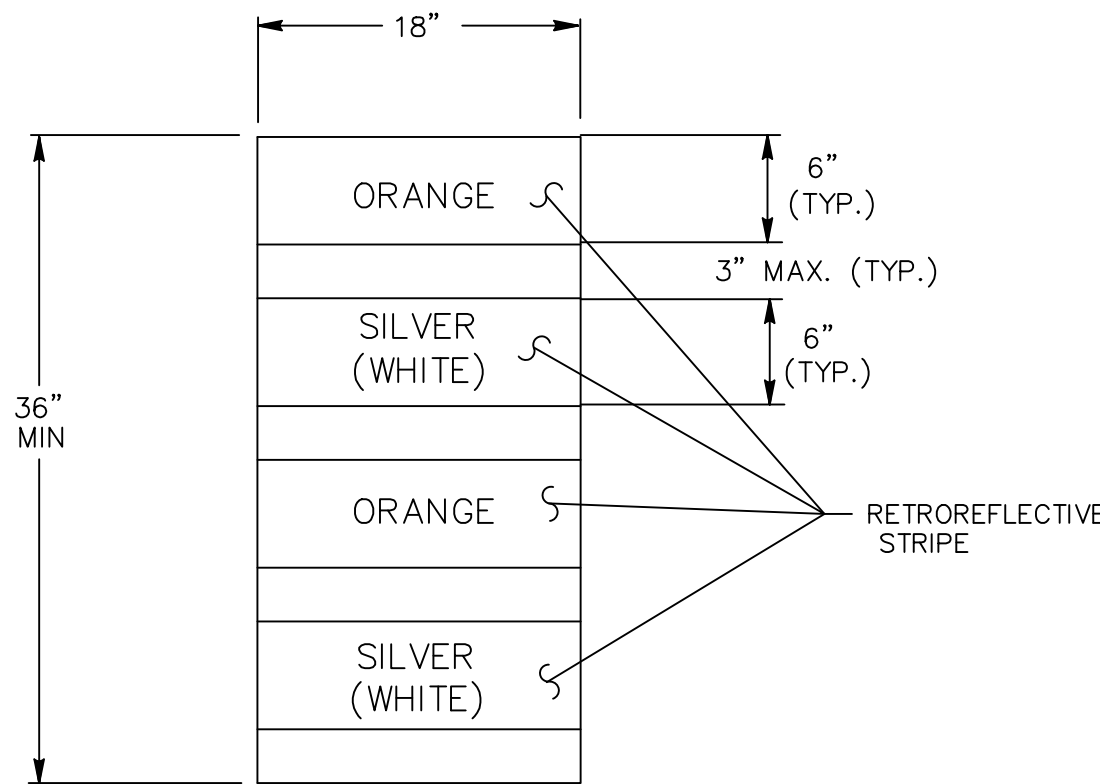 18”
ORANGE
6”
(TYP.)
3” MAX. (TYP.)
SILVER
(WHITE)
6”
(TYP.)
36”
MIN
ORANGE
RETROREFLECTIVE
STRIPE
SILVER
(WHITE)